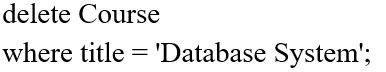 delete Course
where title = 'Database System';